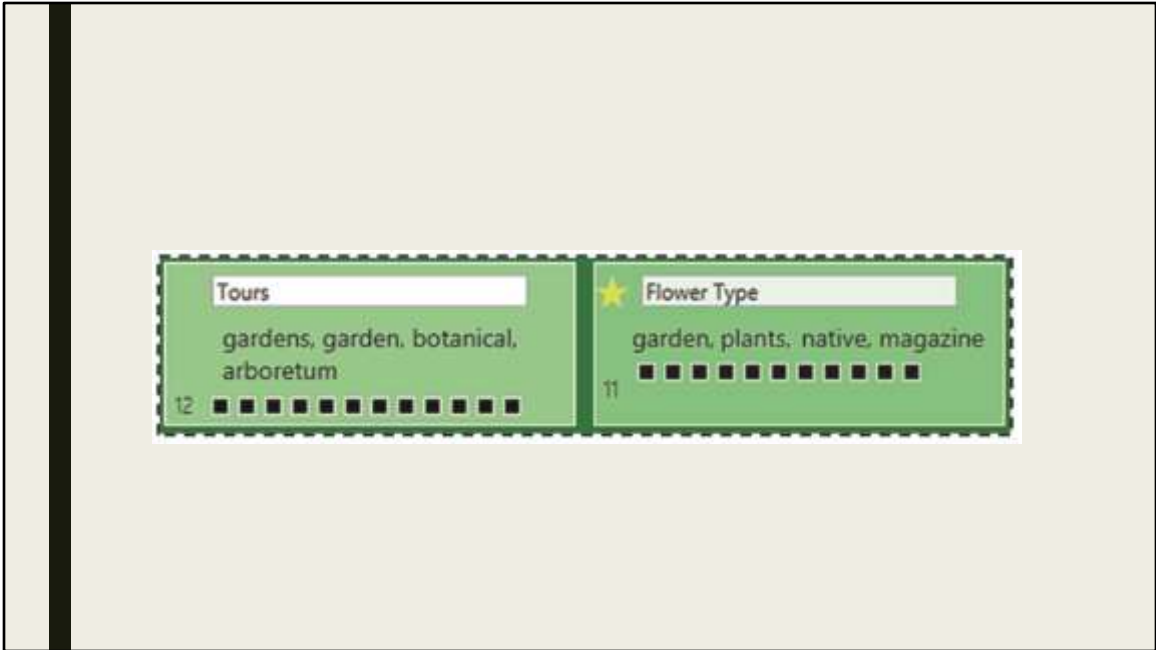 Tours
gardens, garden, botanical,
arboretum
12
Flower Type
garden, plants, native, magazine
11